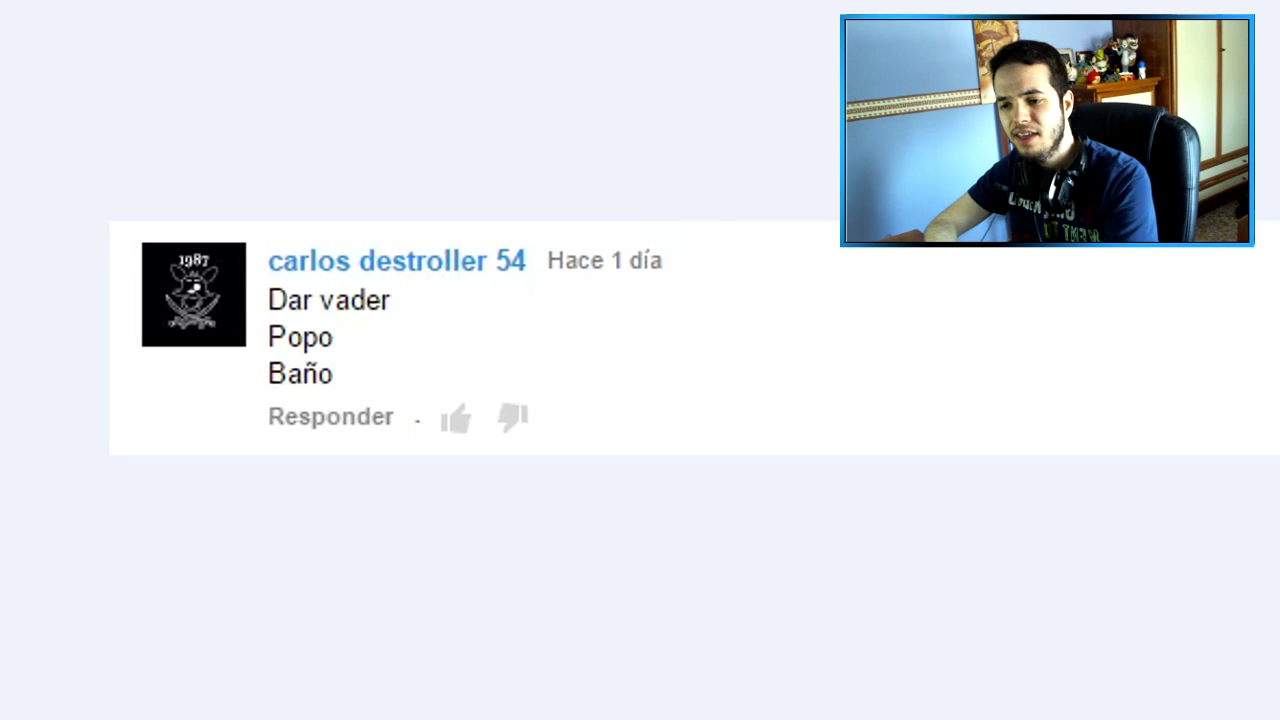 1987
carlos destroller 54 Hace 1 día
Dar vader
Popo
Baño
Responder